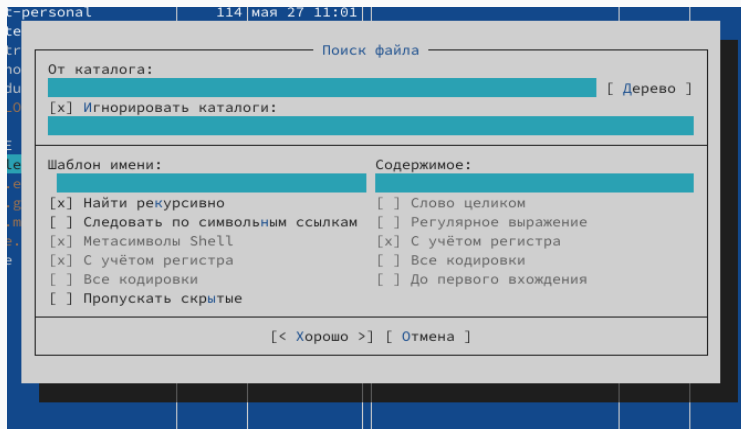 t-personal 114 мая 27 11:01
Поиск файла
От каталога:
[ Дерево ]
[x] Игнорировать каталоги:
Шаблон имени: Содержимое:
[x] Найти рекурсивно [ ] Слово целиком
[ ] Следовать по символьным ссылкам [ ] Регулярное выражение
[x] Метасимволы Shell [x] С учётом регистра
[x] С учётом регистра [ ] Все кодировки
[ ] Все кодировки [ ] До первого вхождения
[ ] Пропускать скрытые
[< Хорошо >] [ Отмена ]